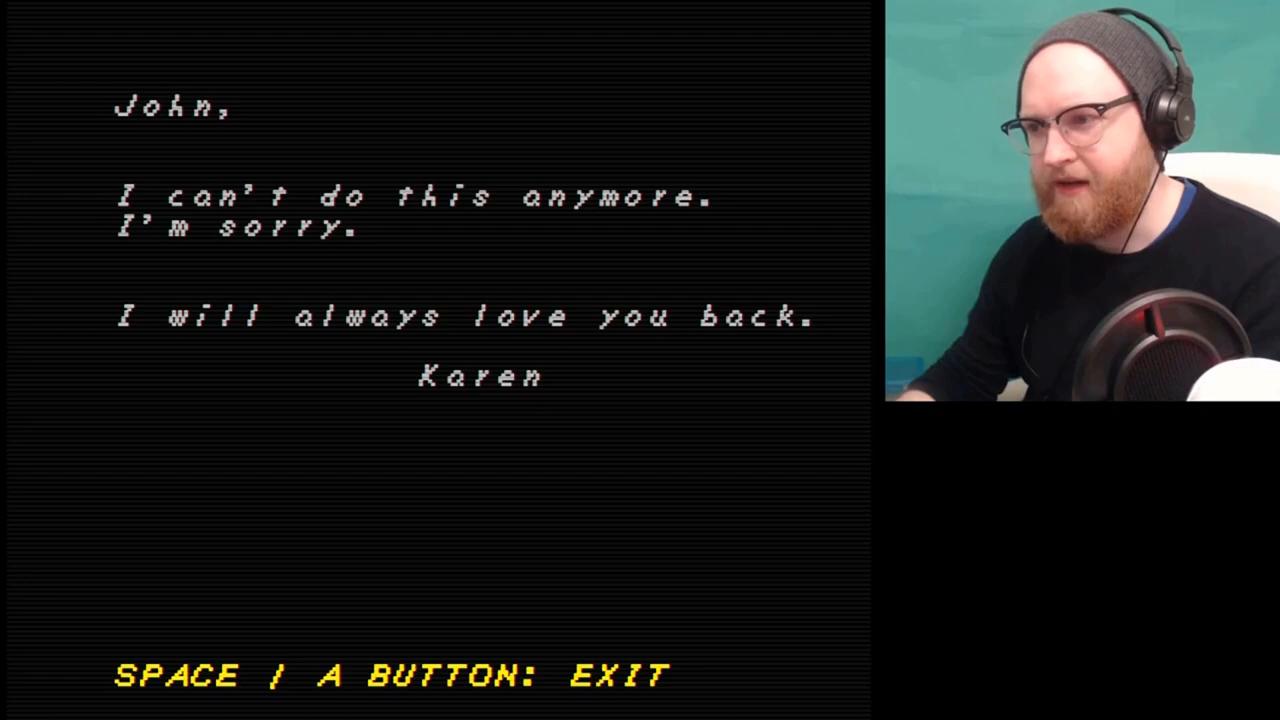 John,
I can't do this anymore.
I'm sorry.
I will always love you back.
Karen
SPACE / A BUTTON: EXIT